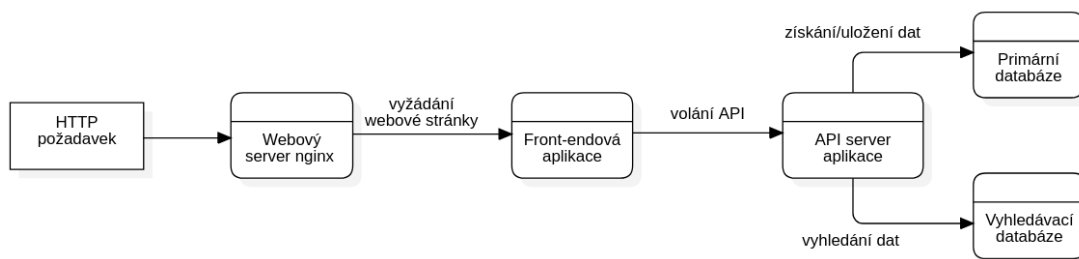 HTTP
požadavek
Webový
server nginx
vyžádání
webové stránky
Front-endová
aplikace
volání API
API server
aplikace
získání/uložení dat
Primární
databáze
vyhledání dat
Vyhledávací
databáze